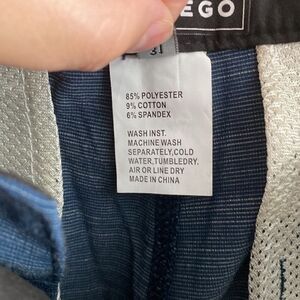 EGO
31
85% POLYESTER
9% COTTON
6% SPANDEX
WASH INST.
MACHINE WASH
SEPARATELY,COLD
WATER,TUMBLEDRY.
AIR OR LINE DRY
MADE IN CHINA